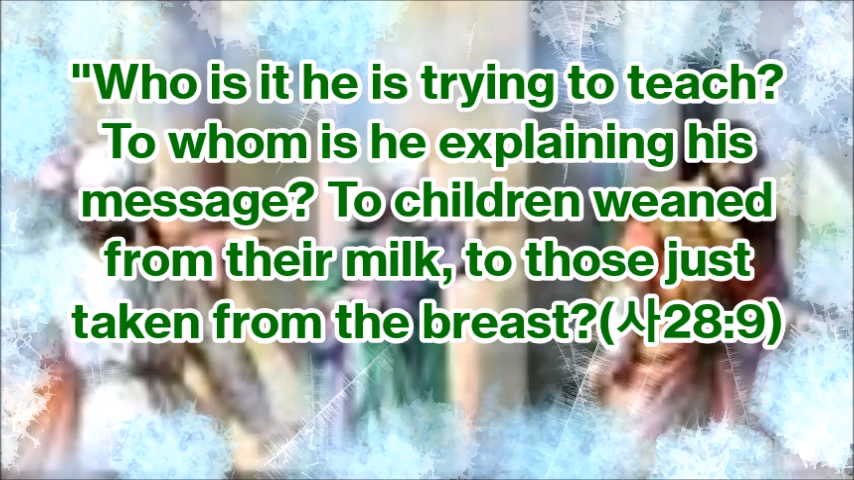 "Who is it he is trying to teach?
To whom is he explaining his
message? To children weaned
from their milk, to those just
taken from the breast?(사28:9)